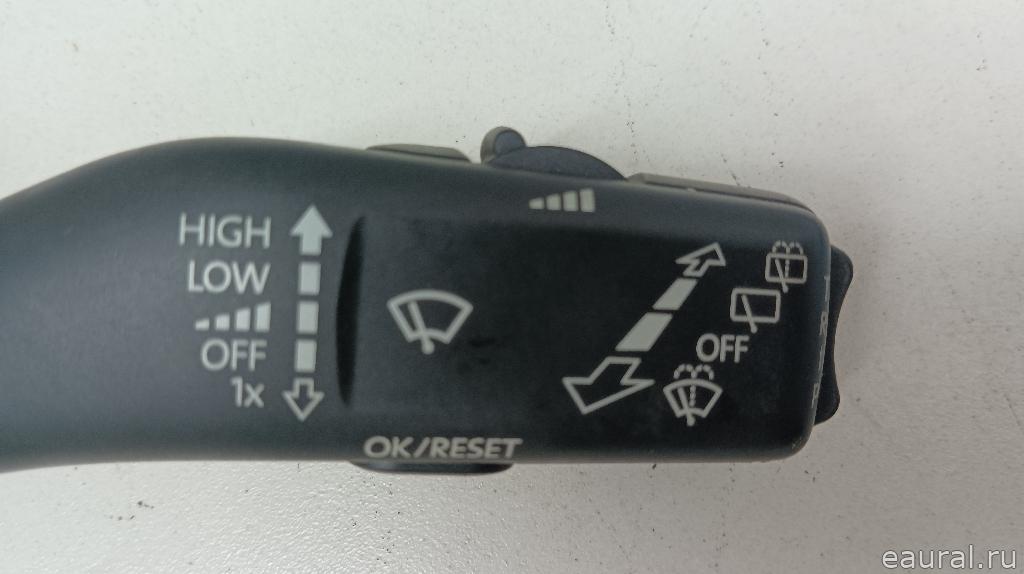 HIGH
LOW
OFF
1x
OFF
OK/RESET
eaural.ru